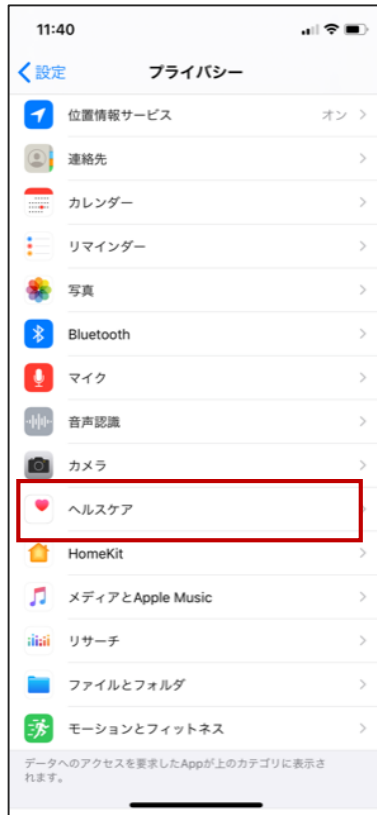 11:40
設定
プライバシー
位置情報サービス オン
連絡先
カレンダー
リマインダー
写真
Bluetooth
マイク
音声認識
カメラ
ヘルスケア
HomeKit
メディアとApple Music
リサーチ
ファイルとフォルダ
モーションとフィットネス
データへのアクセスを要求したAppが上のカテゴリに表示さ
れます。